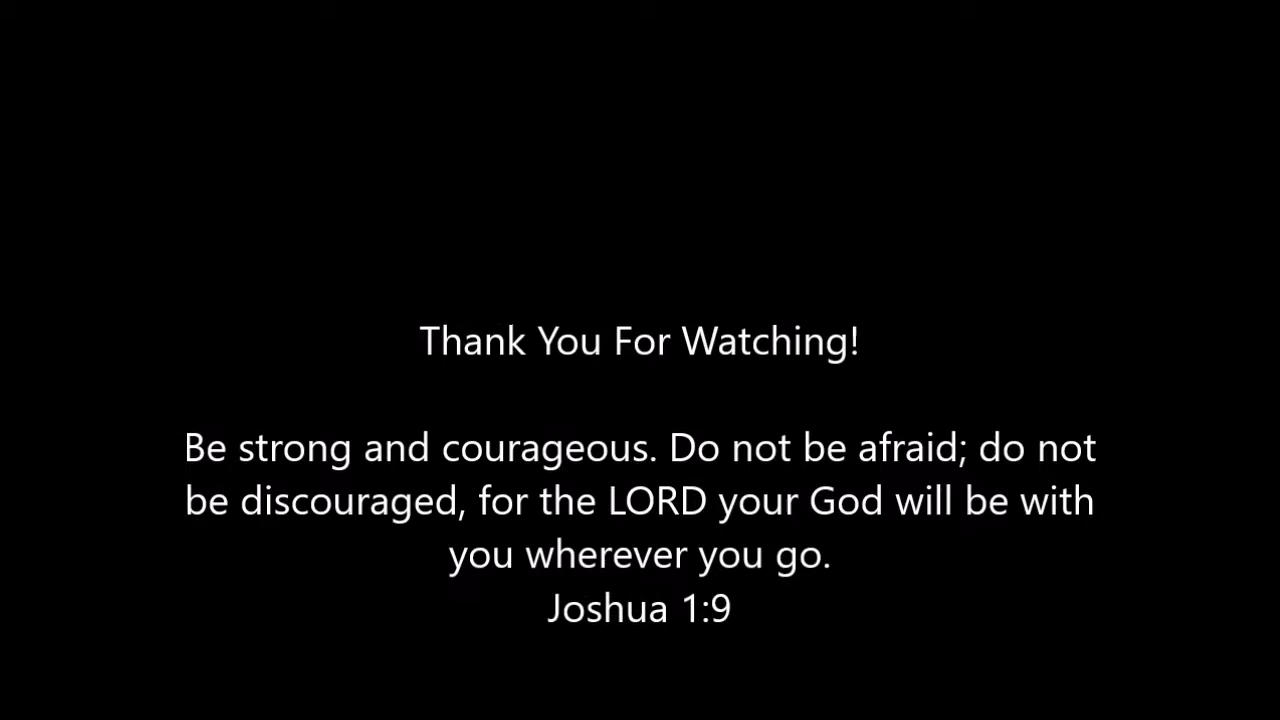 Thank You For Watching!
Be strong and courageous. Do not be afraid; do not
be discouraged, for the LORD your God will be with
you wherever you go.
Joshua 1:9